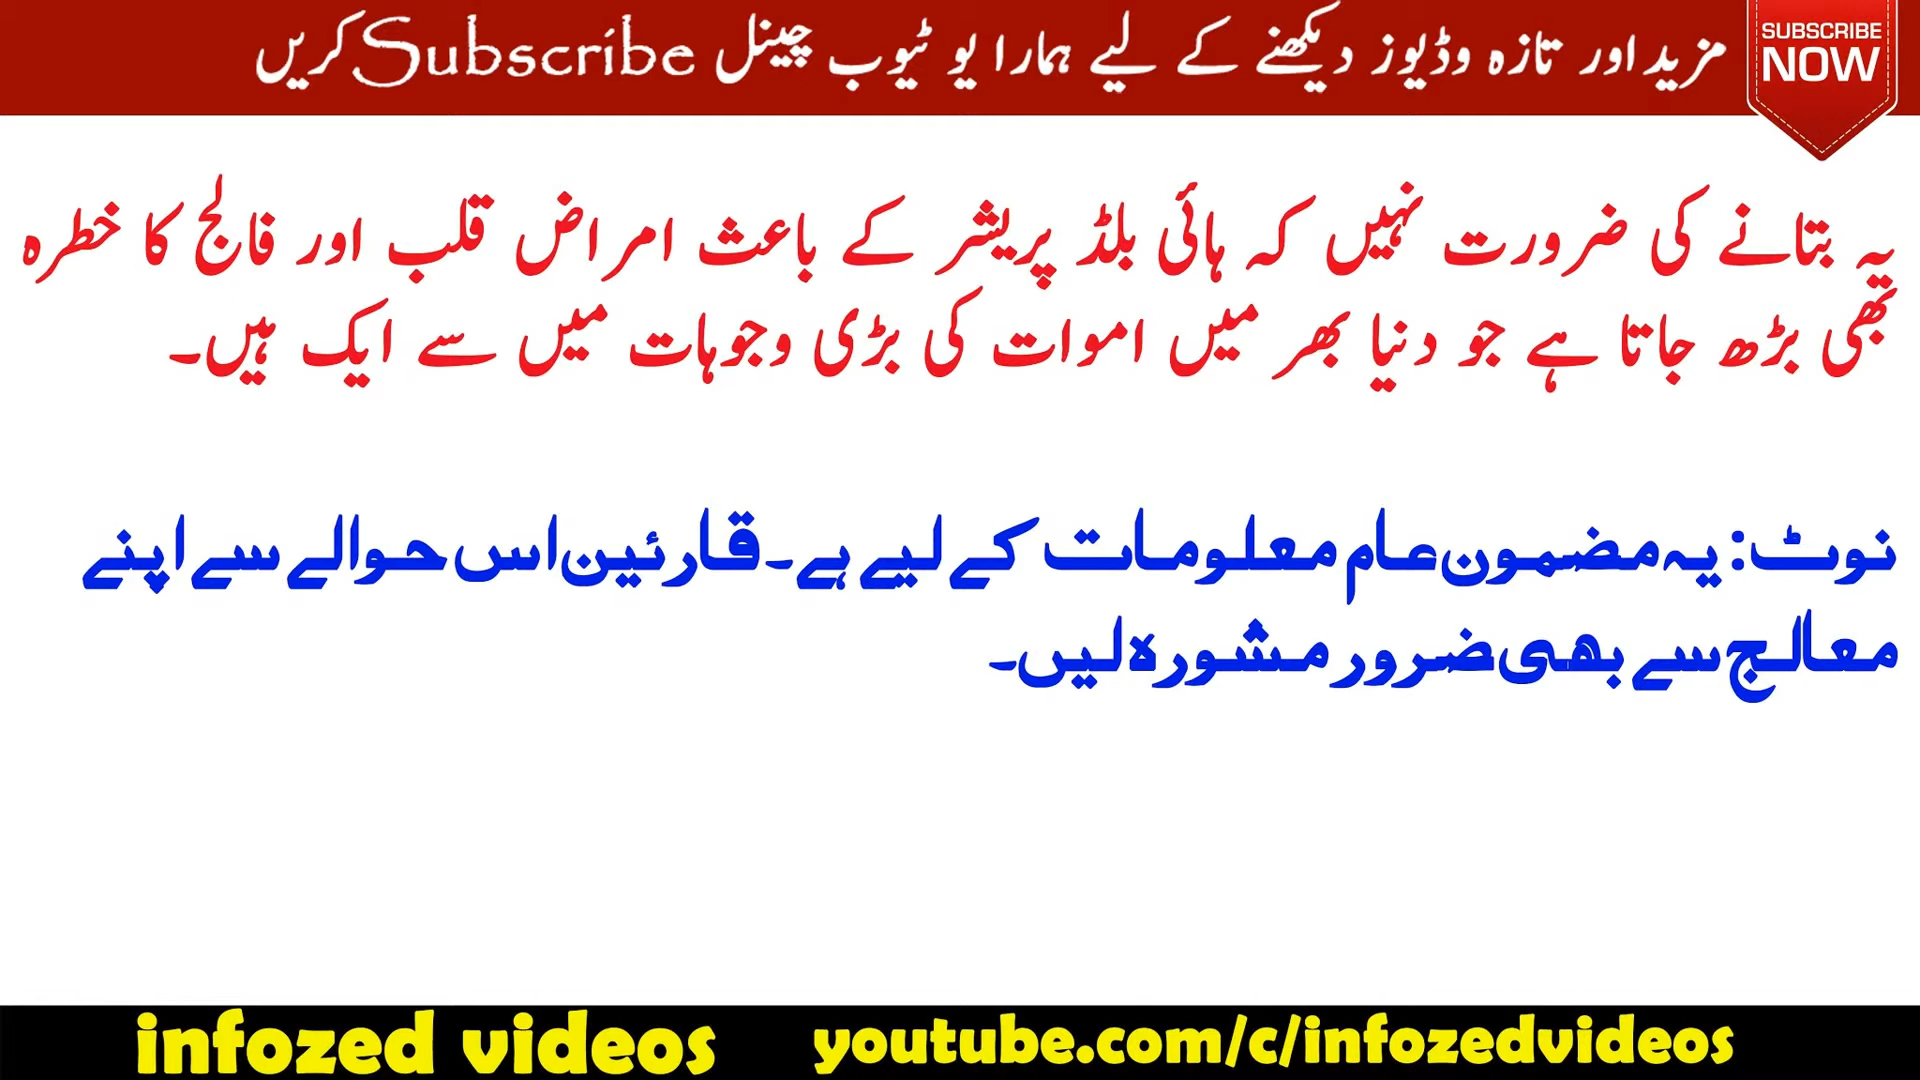 مزید اور تازہ وڈیوز دیکھنے کے لیے ہمارا یو ٹیوب چینل Subscribe کریں
SUBSCRIBE
NOW
یہ بتانے کی ضرورت نہیں کہ ہائی بلڈ پریشر کے باعث امراض قلب اور فالج کا خطرہ
بھی بڑھ جاتا ہے جو دنیا بھر میں اموات کی بڑی وجوہات میں سے ایک ہیں۔
نوٹ: یہ مضمون عام معلومات کے لیے ہے۔ قارئین اس حوالے سے اپنے
معالج سے بھی ضرور مشورہ لیں۔
infozed videos youtube.com/c/infozedvideos